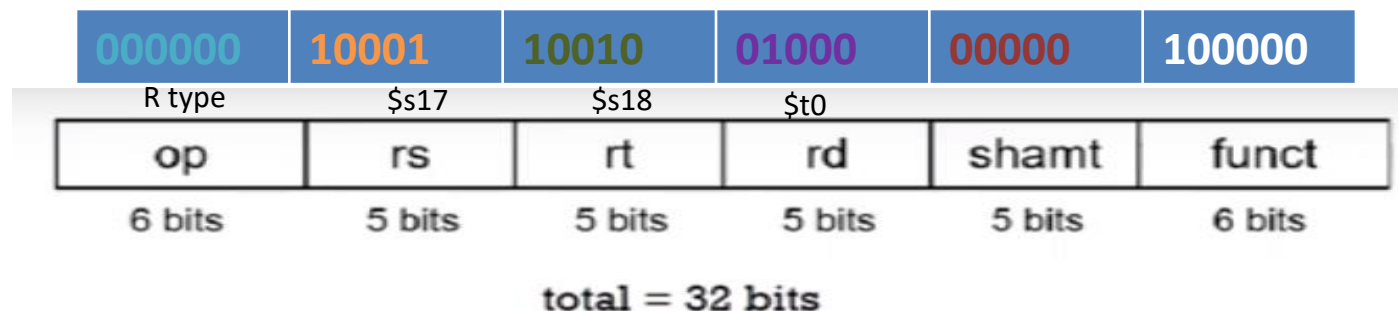 000000 10001 10010 01000 00000 100000
R type $s17 $s18 $t0
op rs rt rd shamt funct
6 bits 5 bits 5 bits 5 bits 5 bits 6 bits
total = 32 bits